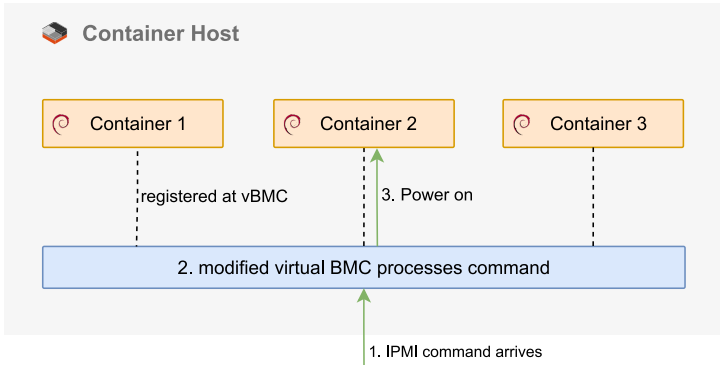 Container Host
Container 1
Container 2
Container 3
registered at vBMC
3. Power on
2. modified virtual BMC processes command
1. IPMI command arrives